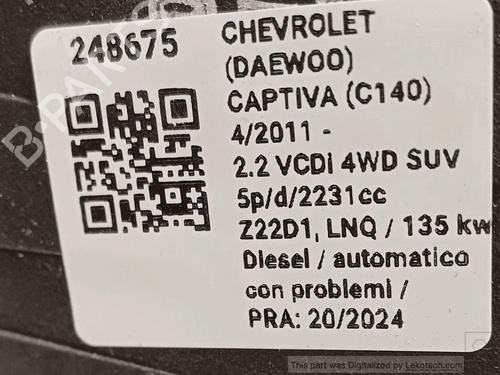 248675
CHEVROLET
(DAEWOO)
CAPTIVA (C140)
4/2011 -
2.2 VCDi 4WD SUV
5p/d/2231cc
Z22D1, LNQ / 135 kw
Diesel / automatico
con problemi /
PRA: 20/2024
B-PARTS
This part was Digitalized by Lekotech.com